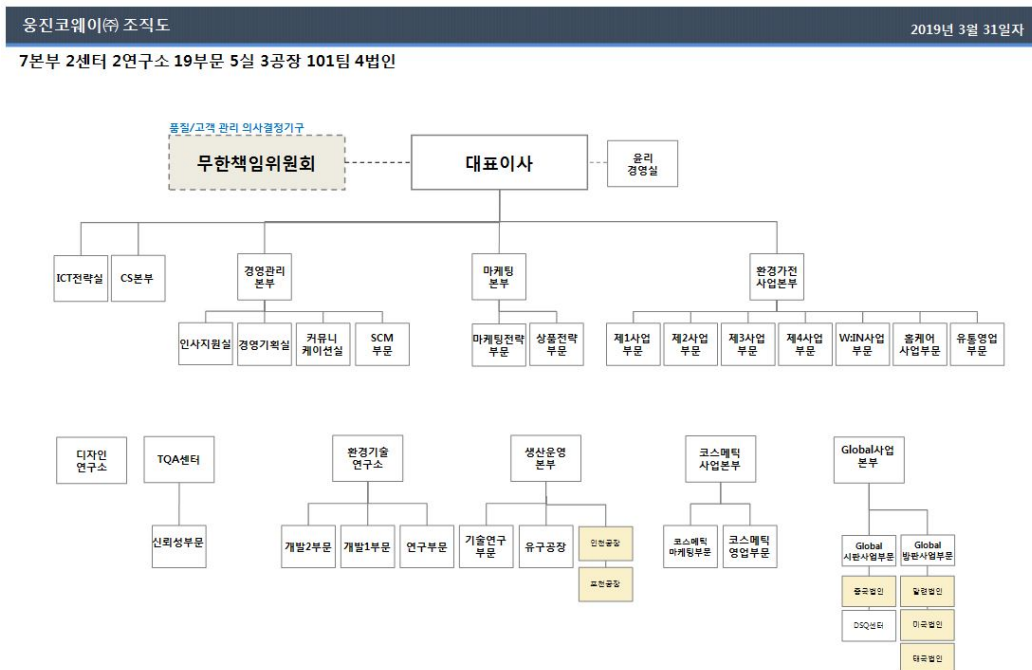 웅진코웨이㈜ 조직도
2019년 3월 31일자
7본부 2센터 2연구소 19부문 5실 3공장 101팀 4법인
품질/고객 관리 의사결정기구
무한책임위원회
대표이사
윤리
경영실
ICT전략실
CS본부
경영관리
본부
마케팅
본부
환경가전
사업본부
인사지원실
경영기획실
커뮤니
케이션실
SCM
부문
마케팅전략
부문
상품전략
부문
제1사업
부문
제2사업
부문
제3사업
부문
제4사업
부문
W:IN사업
부문
홈케어
사업부문
유통영업
부문
디자인
연구소
TQA센터
환경기술
연구소
생산운영
본부
코스메틱
사업본부
Global사업
본부
신뢰성부문
개발2부문
개발1부문
연구부문
기술연구
부문
유구공장
인천공장
포천공장
코스메틱
마케팅부문
코스메틱
영업부문
Global
시판사업부문
Global
방판사업부문
중국법인
DSQ센터
말련법인
미국법인
태국법인